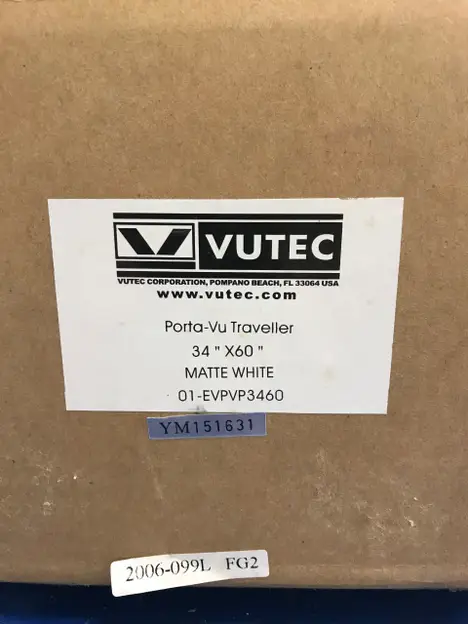 VUTEC
VUTEC CORPORATION, POMPANO BEACH, FL 33064 USA
www.vutec.com
Porta-Vu Traveller
34 " X60 "
MATTE WHITE
01-EVPVP3460
YM151631
2006-099L FG2